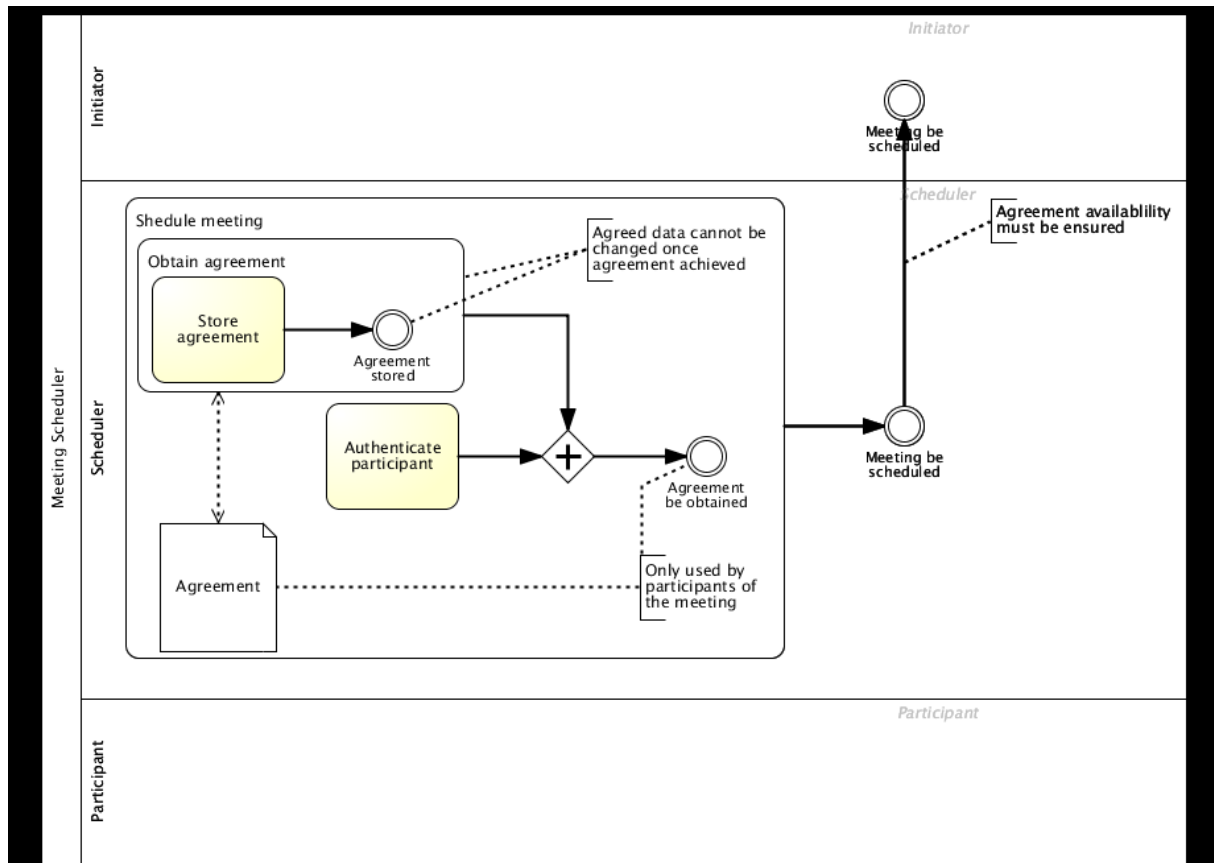 Meeting Scheduler
Initiator
Initiator
Meeting be
scheduled
Scheduler
Scheduler
Shedule meeting
Obtain agreement
Store
agreement
Agreement
stored
Agreed data cannot be
changed once
agreement achieved
Agreement availablility
must be ensured
Authenticate
participant
Agreement
be obtained
Meeting be
scheduled
Agreement
Only used by
participants of
the meeting
Participant
Participant